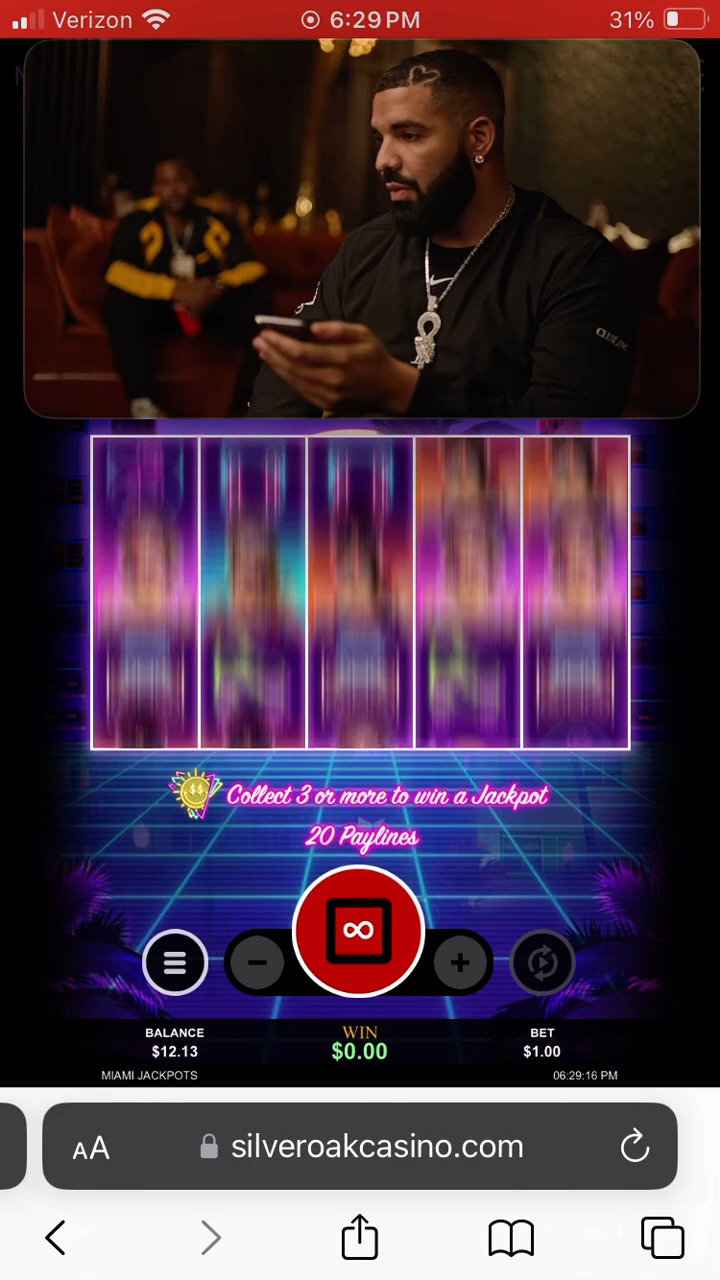 Verizon 6:29 PM 31%
Collect 3 or more to win a Jackpot
20 Paylines
∞
BALANCE WIN BET
$12.13 $0.00 $1.00
MIAMI JACKPOTS 06:29:16 PM
AA silveroakcasino.com